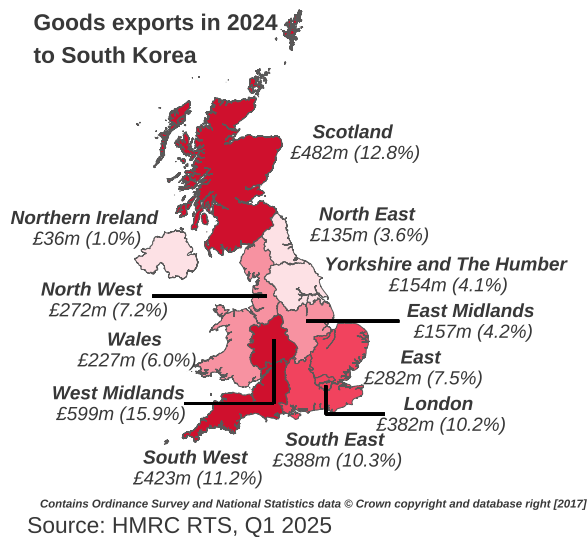 Goods exports in 2024
to South Korea
Scotland
£482m (12.8%)
Northern Ireland
£36m (1.0%)
North East
£135m (3.6%)
Yorkshire and The Humber
£154m (4.1%)
North West
£272m (7.2%)
East Midlands
£157m (4.2%)
Wales
£227m (6.0%)
East
£282m (7.5%)
West Midlands
£599m (15.9%)
London
£382m (10.2%)
South East
£388m (10.3%)
South West
£423m (11.2%)
Contains Ordinance Survey and National Statistics data © Crown copyright and database right [2017]
Source: HMRC RTS, Q1 2025